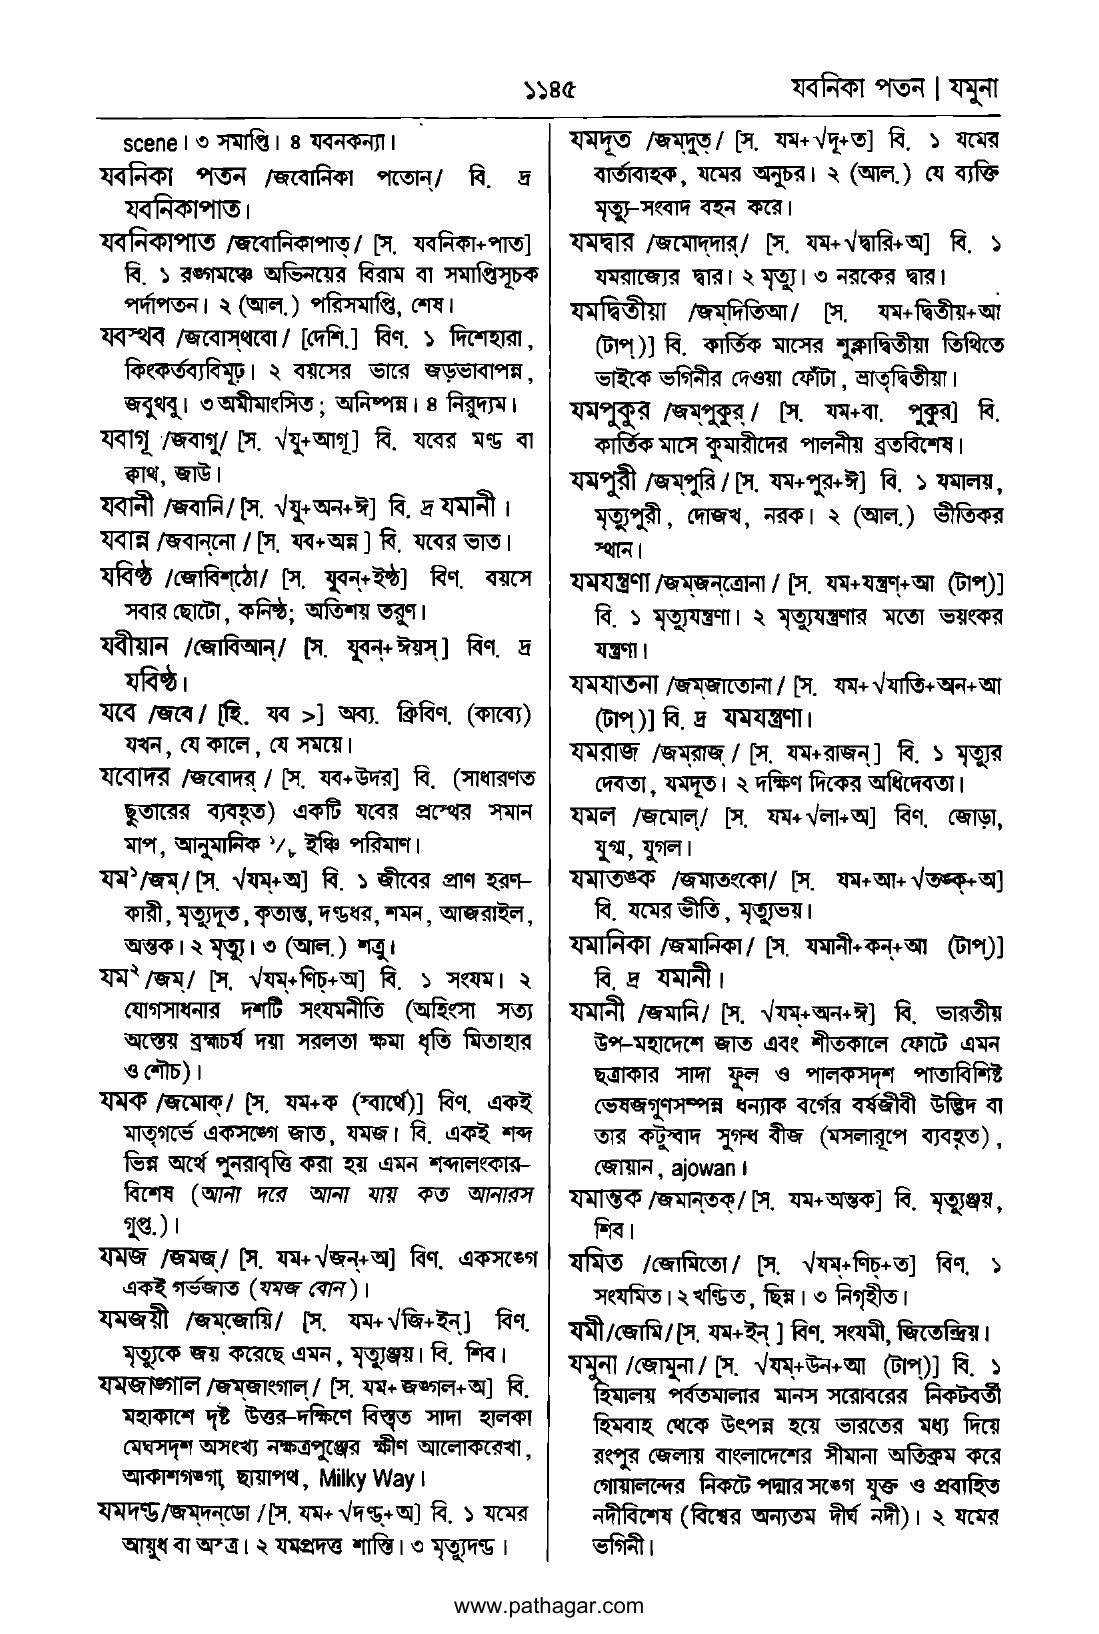 ১১৪৫
যবনিকা পতন | যমুনা
scene। ৩ সমাপ্তি। ৪ যবনকন্যা।
যবনিকা পতন /জবোনিকা পতোন্/ বি. দ্র
যবনিকাপাত।
যবনিকাপাত /জবোনিকাপাত্/ [স. যবনিকা+পাত]
বি. ১ রঙ্গমঞ্চে অভিনয়ের বিরাম বা সমাপ্তিসূচক
পর্দাপতন। ২ (আল.) পরিসমাপ্তি, শেষ।
যবস্থব /জবোস্থবো/ [দেশি.] বিণ. ১ দিশেহারা,
কিংকর্তব্যবিমূঢ়। ২ বয়সের ভারে জড়ভাবাপন্ন,
জবুথবু। ৩ অমীমাংসিত; অনিষ্পন্ন। ৪ নিরুদ্যম।
যবাগূ /জবাগু/ [স. √যু+আগূ] বি. যবের মণ্ড বা
ক্বাথ, জাউ।
যবানী /জবানি/ [স. √যু+অন+ঈ] বি. দ্র যমানী।
যবান্ন /জবান্‌নো/ [স. যব+অন্ন] বি. যবের ভাত।
যবিষ্ঠ /জোবিশ্‌ঠো/ [স. যুবন্+ইষ্ঠ] বিণ. বয়সে
সবার ছোটো, কনিষ্ঠ; অতিশয় তরুণ।
যবীয়ান /জোবিআন্/ [স. যূবন্+ঈয়স্] বিণ. দ্র
যবিষ্ঠ।
যবে /জবে/ [হি. যব >] অব্য. ক্রিবিণ. (কাব্যে)
যখন, যে কালে, যে সময়ে।
যবোদর /জবোদর্/ [স. যব+উদর] বি. (সাধারণত
ছুতারের ব্যবহৃত) একটি যবের প্রস্থের সমান
মাপ, আনুমানিক ১/৮ ইঞ্চি পরিমাণ।
যম১ /জম্/ [স. √যম্+অ] বি. ১ জীবের প্রাণ হরণ-
কারী, মৃত্যুদূত, কৃতান্ত, দণ্ডধর, শমন, আজরাইল,
অন্তক। ২ মৃত্যু। ৩ (আল.) শত্রু।
যম২ /জম্/ [স. √যম্+ণিচ্+অ] বি. ১ সংযম। ২
যোগসাধনার দশটি সংযমনীতি (অহিংসা সত্য
অস্তেয় ব্রহ্মচর্য দয়া সরলতা ক্ষমা ধৃতি মিতাহার
ও শৌচ)।
যমক /জমোক্/ [স. যম+ক (স্বার্থে)] বিণ. একই
মাতৃগর্ভে একসঙ্গে জাত, যমজ। বি. একই শব্দ
ভিন্ন অর্থে পুনরাবৃত্তি করা হয় এমন শব্দালংকার-
বিশেষ (আনা দরে আনা যায় কত আনারস
গুপ্ত.)।
যমজ /জমজ্/ [স. যম+√জন্+অ] বিণ. একসঙ্গে
একই গর্ভজাত (যমজ বোন)।
যমজয়ী /জম্‌জোয়ি/ [স. যম+√জি+ইন্] বিণ.
মৃত্যুকে জয় করেছে এমন, মৃত্যুঞ্জয়। বি. শিব।
যমজাঙ্গাল /জম্‌জাংগাল্/ [স. যম+জঙ্গল+অ] বি.
মহাকাশে দৃষ্ট উত্তর-দক্ষিণে বিস্তৃত সাদা হালকা
মেঘসদৃশ অসংখ্য নক্ষত্রপুঞ্জের ক্ষীণ আলোকরেখা,
আকাশগঙ্গা, ছায়াপথ, Milky Way।
যমদণ্ড /জম্‌দন্‌ডো/ [স. যম+√দণ্ড্+অ] বি. ১ যমের
আয়ুধ বা অস্ত্র। ২ যমপ্রদত্ত শাস্তি। ৩ মৃত্যুদণ্ড।
যমদূত /জম্‌দুত্/ [স. যম+√দূ+ত] বি. ১ যমের
বার্তাবাহক, যমের অনুচর। ২ (আল.) যে ব্যক্তি
মৃত্যু-সংবাদ বহন করে।
যমদ্বার /জমোদ্‌দার্/ [স. যম+√দ্বারি+অ] বি. ১
যমরাজ্যের দ্বার। ২ মৃত্যু। ৩ নরকের দ্বার।
যমদ্বিতীয়া /জম্‌দিতিআ/ [স. যম+দ্বিতীয়+আ
(টাপ্)] বি. কার্তিক মাসের শুক্লাদ্বিতীয়া তিথিতে
ভাইকে ভগিনীর দেওয়া ফোঁটা, ভ্রাতৃদ্বিতীয়া।
যমপুকুর /জম্‌পুকুর্/ [স. যম+বা. পুকুর] বি.
কার্তিক মাসে কুমারীদের পালনীয় ব্রতবিশেষ।
যমপুরী /জম্‌পুরি/ [স. যম+পুর+ঈ] বি. ১ যমালয়,
মৃত্যুপুরী, দোজখ, নরক। ২ (আল.) ভীতিকর
স্থান।
যমযন্ত্রণা /জম্‌জন্‌ত্রোনা/ [স. যম+যন্ত্রণ্+আ (টাপ্)]
বি. ১ মৃত্যুযন্ত্রণা। ২ মৃত্যুযন্ত্রণার মতো ভয়ংকর
যন্ত্রণা।
যমযাতনা /জম্‌জাতোনা/ [স. যম+√যাতি+অন+আ
(টাপ্)] বি. দ্র যমযন্ত্রণা।
যমরাজ /জম্‌রাজ্/ [স. যম+রাজন্] বি. ১ মৃত্যুর
দেবতা, যমদূত। ২ দক্ষিণ দিকের অধিদেবতা।
যমল /জমোল্/ [স. যম+√লা+অ] বিণ. জোড়া,
যুগ্ম, যুগল।
যমাতঙ্ক /জমাতংকো/ [স. যম+আ+√তঙ্ক্+অ]
বি. যমের ভীতি, মৃত্যুভয়।
যমানিকা /জমানিকা/ [স. যমানী+কন্+আ (টাপ্)]
বি. দ্র যমানী।
যমানী /জমানি/ [স. √যম্+অন+ঈ] বি. ভারতীয়
উপ-মহাদেশে জাত এবং শীতকালে ফোটে এমন
ছত্রাকার সাদা ফুল ও পালকসদৃশ পাতাবিশিষ্ট
ভেষজগুণসম্পন্ন ধন্যাক বর্গের বর্ষজীবী উদ্ভিদ বা
তার কটুস্বাদ সুগন্ধ বীজ (মসলারূপে ব্যবহৃত),
জোয়ান, ajowan।
যমান্তক /জমান্‌তক্/ [স. যম+অন্তক] বি. মৃত্যুঞ্জয়,
শিব।
যমিত /জোমিতো/ [স. √যম্+ণিচ্+ত] বিণ. ১
সংযমিত। ২ খণ্ডিত, ছিন্ন। ৩ নিগৃহীত।
যমী /জোমি/ [স. যম+ইন্] বিণ. সংযমী, জিতেন্দ্রিয়।
যমুনা /জোমুনা/ [স. √যম্+উন+আ (টাপ্)] বি. ১
হিমালয় পর্বতমালার মানস সরোবরের নিকটবর্তী
হিমবাহ থেকে উৎপন্ন হয়ে ভারতের মধ্য দিয়ে
রংপুর জেলায় বাংলাদেশের সীমানা অতিক্রম করে
গোয়ালন্দের নিকটে পদ্মার সঙ্গে যুক্ত ও প্রবাহিত
নদীবিশেষ (বিশ্বের অন্যতম দীর্ঘ নদী)। ২ যমের
ভগিনী।
www.pathagar.com